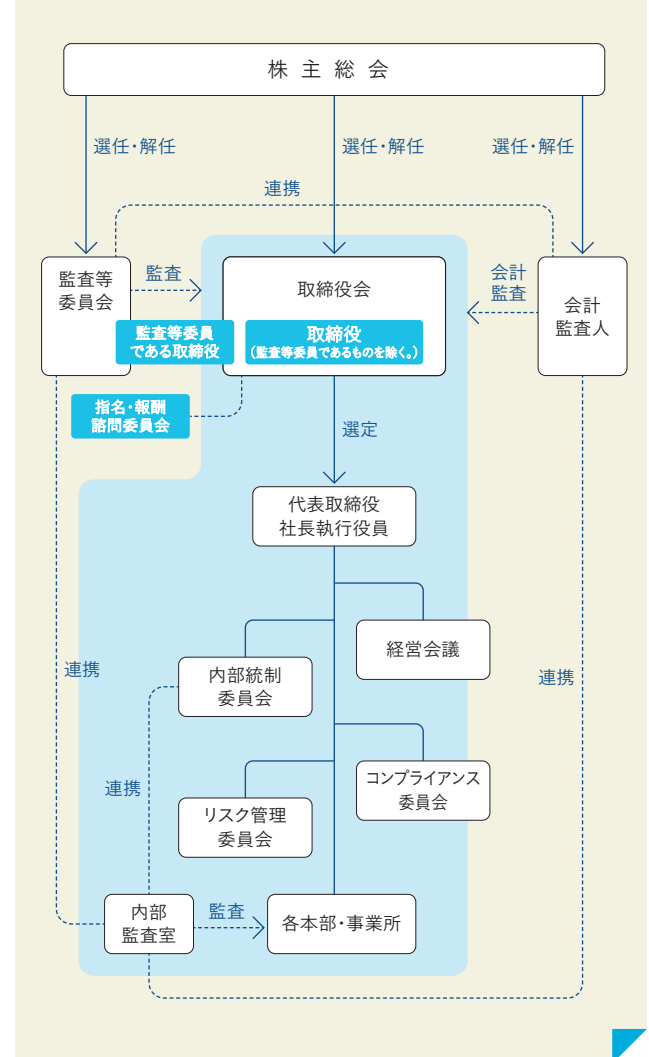 株主総会
選任・解任
選任・解任
選任・解任
連携
監査等
委員会
監査
取締役会
会計
監査
会計
監査人
監査等委員
である取締役
取締役
(監査等委員であるものを除く。)
指名・報酬
諮問委員会
選定
代表取締役
社長執行役員
経営会議
内部統制
委員会
連携
連携
連携
コンプライアンス
委員会
リスク管理
委員会
内部
監査室
監査
各本部・事業所